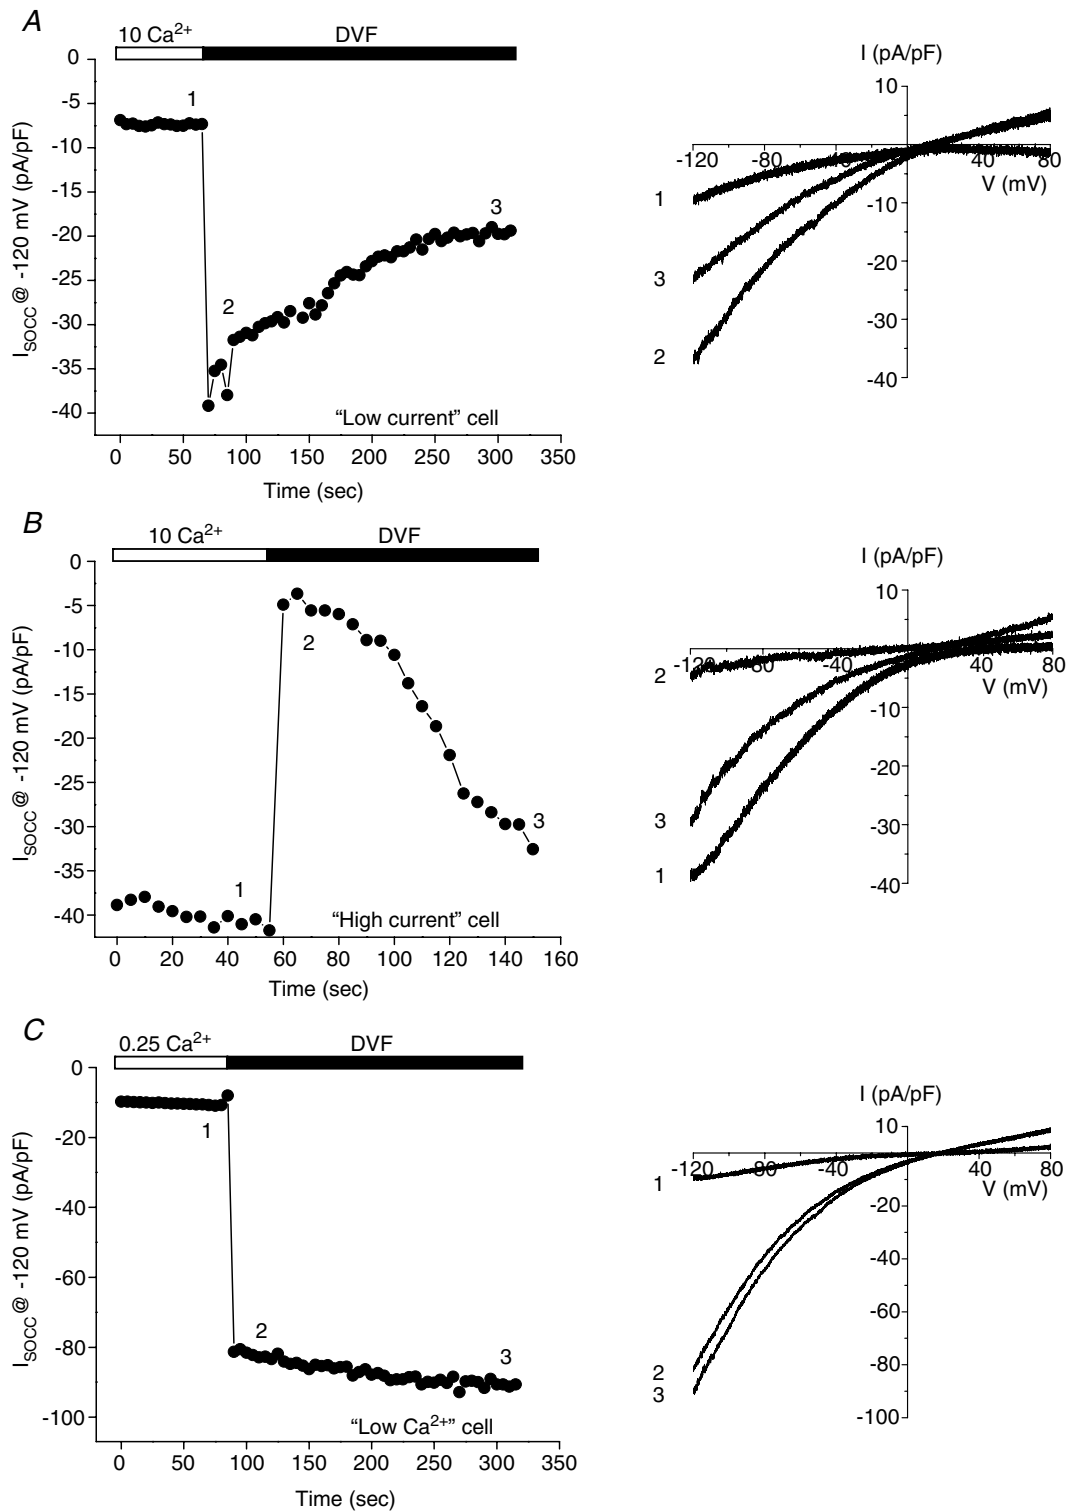 A
10 Ca²⁺ DVF
I (pA/pF)
0
-5
-10
-15
-20
-25
-30
-35
-40
I_SOCC @ -120 mV (pA/pF)
1
2
3
"Low current" cell
0 50 100 150 200 250 300 350
Time (sec)
10
-120 -80 -40 40 80
V (mV)
-10
-20
-30
-40
1
3
2
B
10 Ca²⁺ DVF
I (pA/pF)
0
-5
-10
-15
-20
-25
-30
-35
-40
I_SOCC @ -120 mV (pA/pF)
1
2
3
"High current" cell
0 20 40 60 80 100 120 140 160
Time (sec)
10
-120 -80 -40 40 80
V (mV)
-10
-20
-30
-40
2
3
1
C
0.25 Ca²⁺ DVF
I (pA/pF)
0
-20
-40
-60
-80
-100
I_SOCC @ -120 mV (pA/pF)
1
2
3
"Low Ca²⁺" cell
0 50 100 150 200 250 300 350
Time (sec)
10
-120 -80 -40 40 80
V (mV)
-20
-40
-60
-80
-100
1
2
3